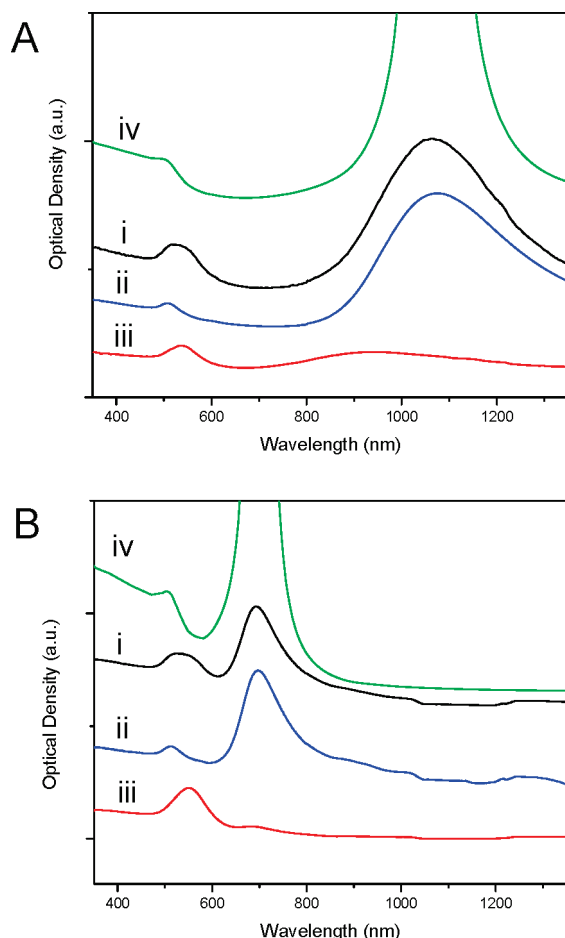 A
Optical Density (a.u.)
iv
i
ii
iii
400 600 800 1000 1200
Wavelength (nm)
B
Optical Density (a.u.)
iv
i
ii
iii
400 600 800 1000 1200
Wavelength (nm)